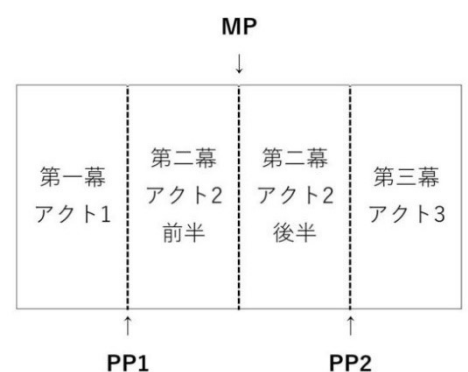 MP
↓
第一幕
アクト1
第二幕
アクト2
前半
第二幕
アクト2
後半
第三幕
アクト3
↑
↑
PP1
PP2